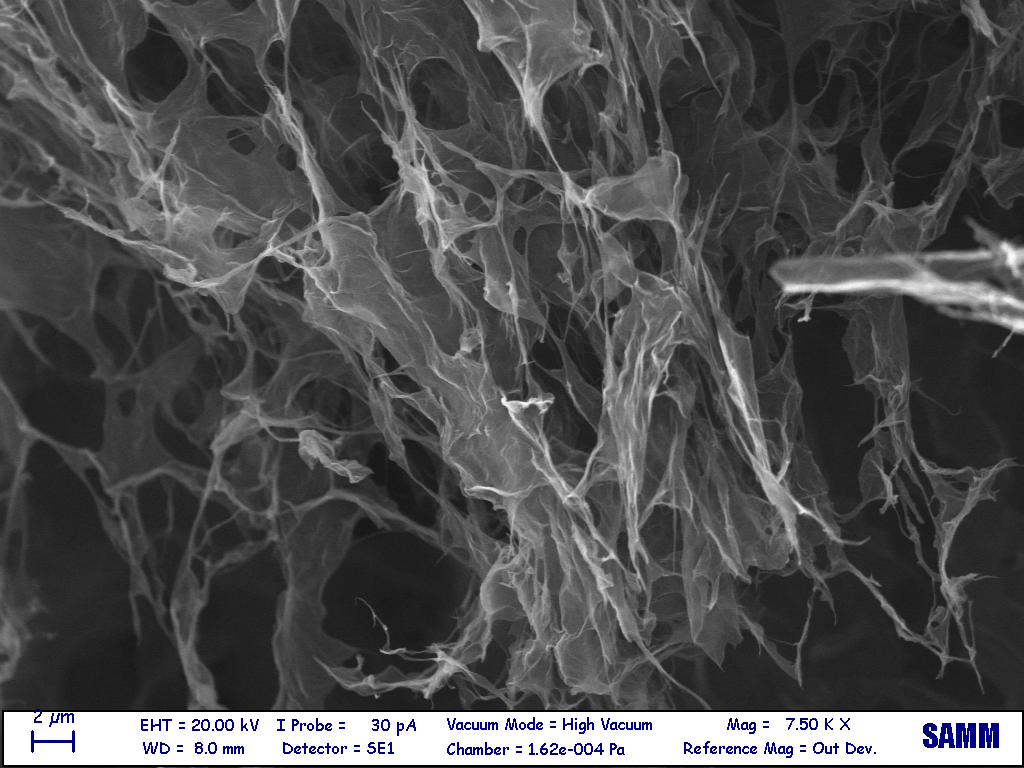 2 µm
EHT = 20.00 kV I Probe = 30 pA Vacuum Mode = High Vacuum Mag = 7.50 K X
WD = 8.0 mm Detector = SE1 Chamber = 1.62e-004 Pa Reference Mag = Out Dev.
SAMM